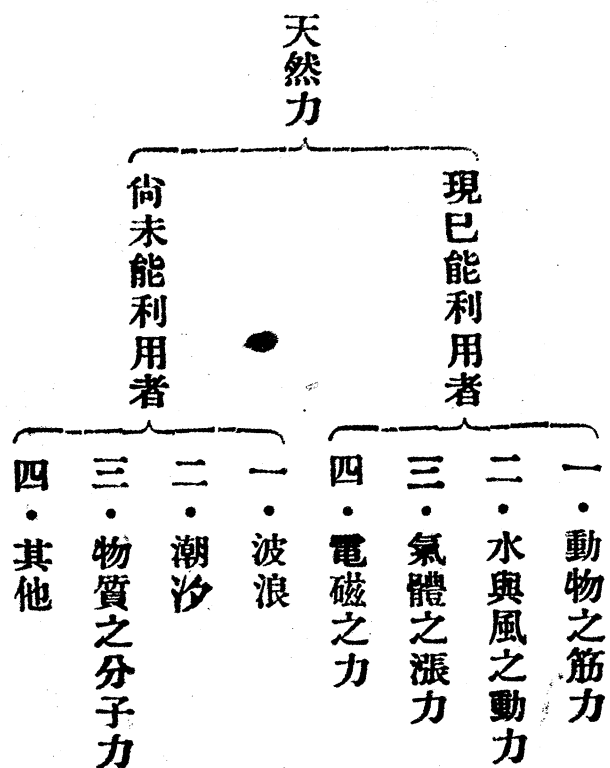 天然力
現已能利用者
一．動物之筋力
二．水與風之動力
三．氣體之漲力
四．電磁之力
尚未能利用者
一．波浪
二．潮汐
三．物質之分子力
四．其他